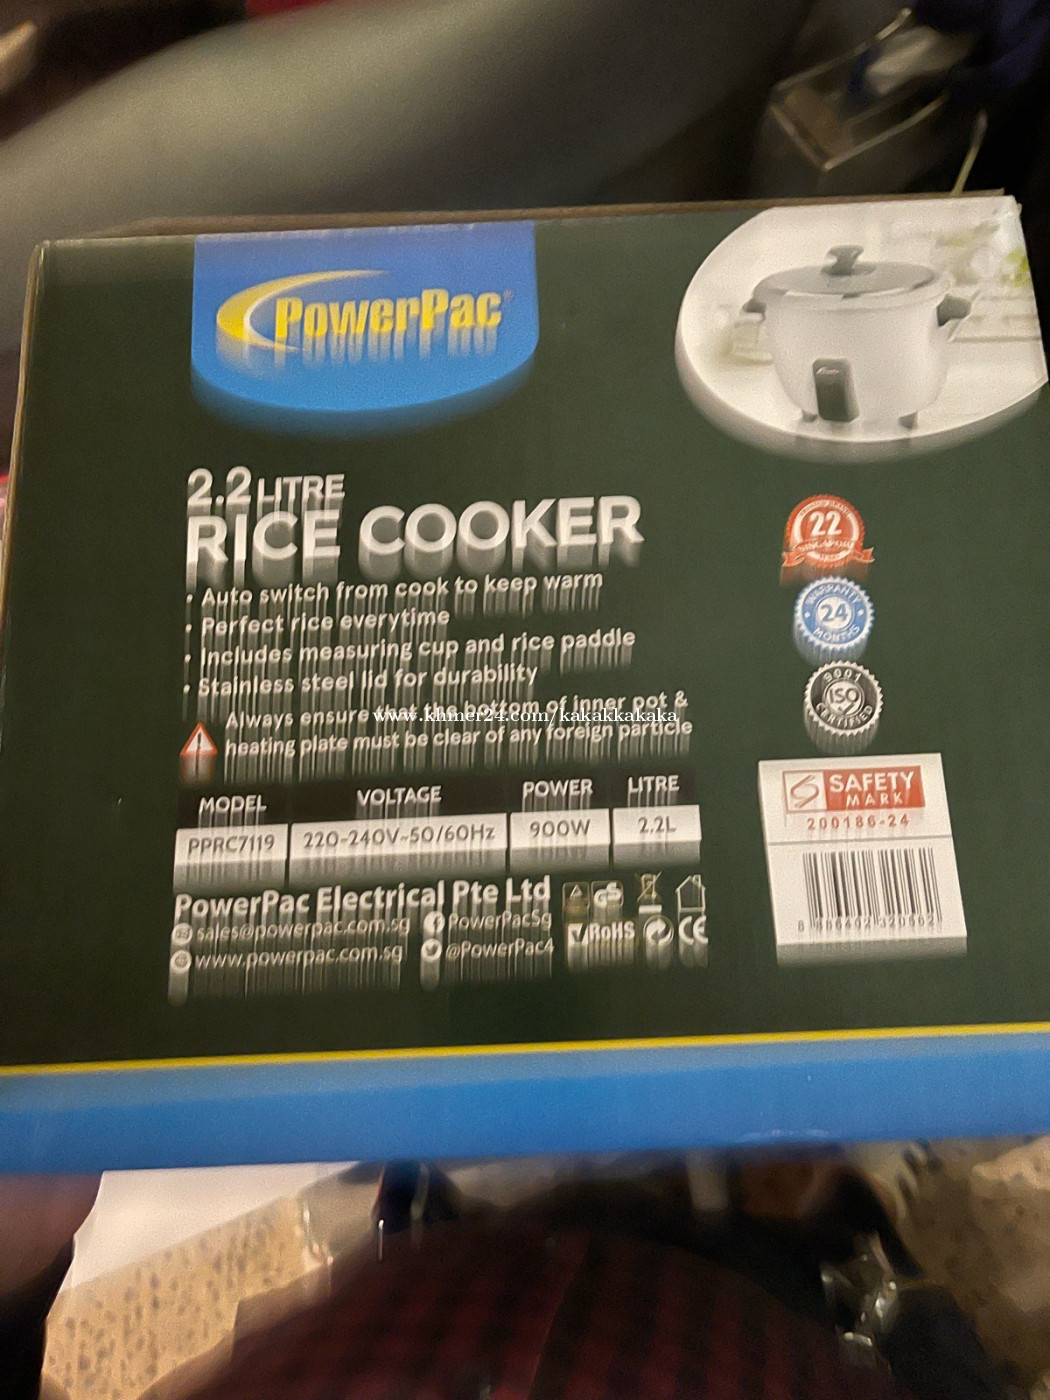 PowerPac®
2.2 LITRE
RICE COOKER
• Auto switch from cook to keep warm
• Perfect rice everytime
• Includes measuring cup and rice paddle
• Stainless steel lid for durability
Always ensure that the bottom of inner pot &
heating plate must be clear of any foreign particle
www.khmer24.com/kakakkakaka
MODEL VOLTAGE POWER LITRE
PPRC7119 220-240V~50/60Hz 900W 2.2L
PowerPac Electrical Pte Ltd
sales@powerpac.com.sg PowerPacSg
www.powerpac.com.sg @PowerPac4
RoHS CE
22
WARRANTY
24
MONTHS
9001
ISO
CERTIFIED
SAFETY
MARK
200186-24